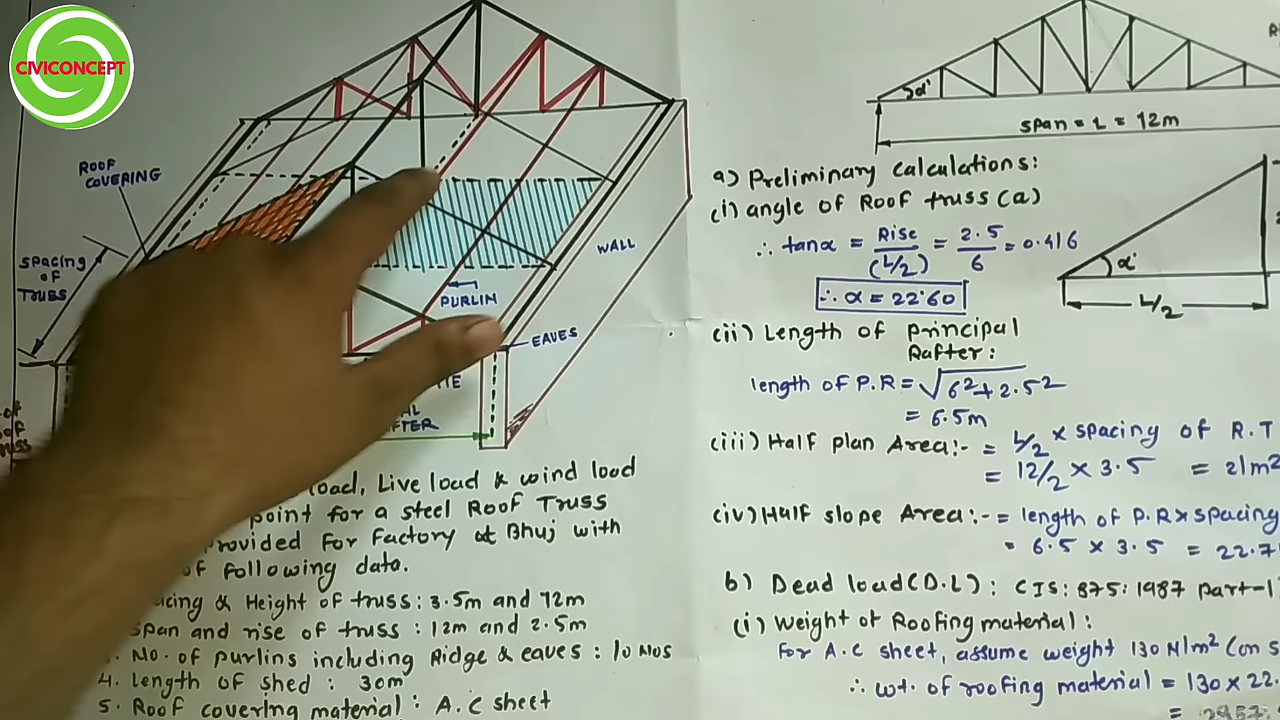 CIVICONCEPT
ROOF
COVERING
SPACING
OF
TRUSS
WALL
PURLIN
EAVES
TIE
load, Live load & wind load
point for a steel Roof Truss
provided for factory at Bhuj with
of following data.
Height of truss: 3.5m and 12m
span and rise of truss : 12m and 2.5m
No. of purlins including Ridge & eaves : 10 Nos
4. Length of shed : 30m
5. Roof covering material : A.C sheet
α
span = L = 12m
a) Preliminary calculations:
(i) angle of Roof truss (a)
∴ tanα = Rise / (L/2) = 2.5 / 6 = 0.416
∴ α = 22°60
α
L/2
(ii) Length of principal
Rafter:
length of P.R = √6²+2.5²
= 6.5m
(iii) Half plan Area:- = L/2 × spacing of R.T
= 12/2 × 3.5 = 21m²
(iv) Half slope Area:- = length of P.R × spacing
= 6.5 × 3.5 = 22.7
b) Dead load (D.L): (IS: 875: 1987 part-1
(i) Weight of Roofing material:
For A.C sheet, assume weight 130 N/m²
∴ wt. of roofing material = 130 × 22.